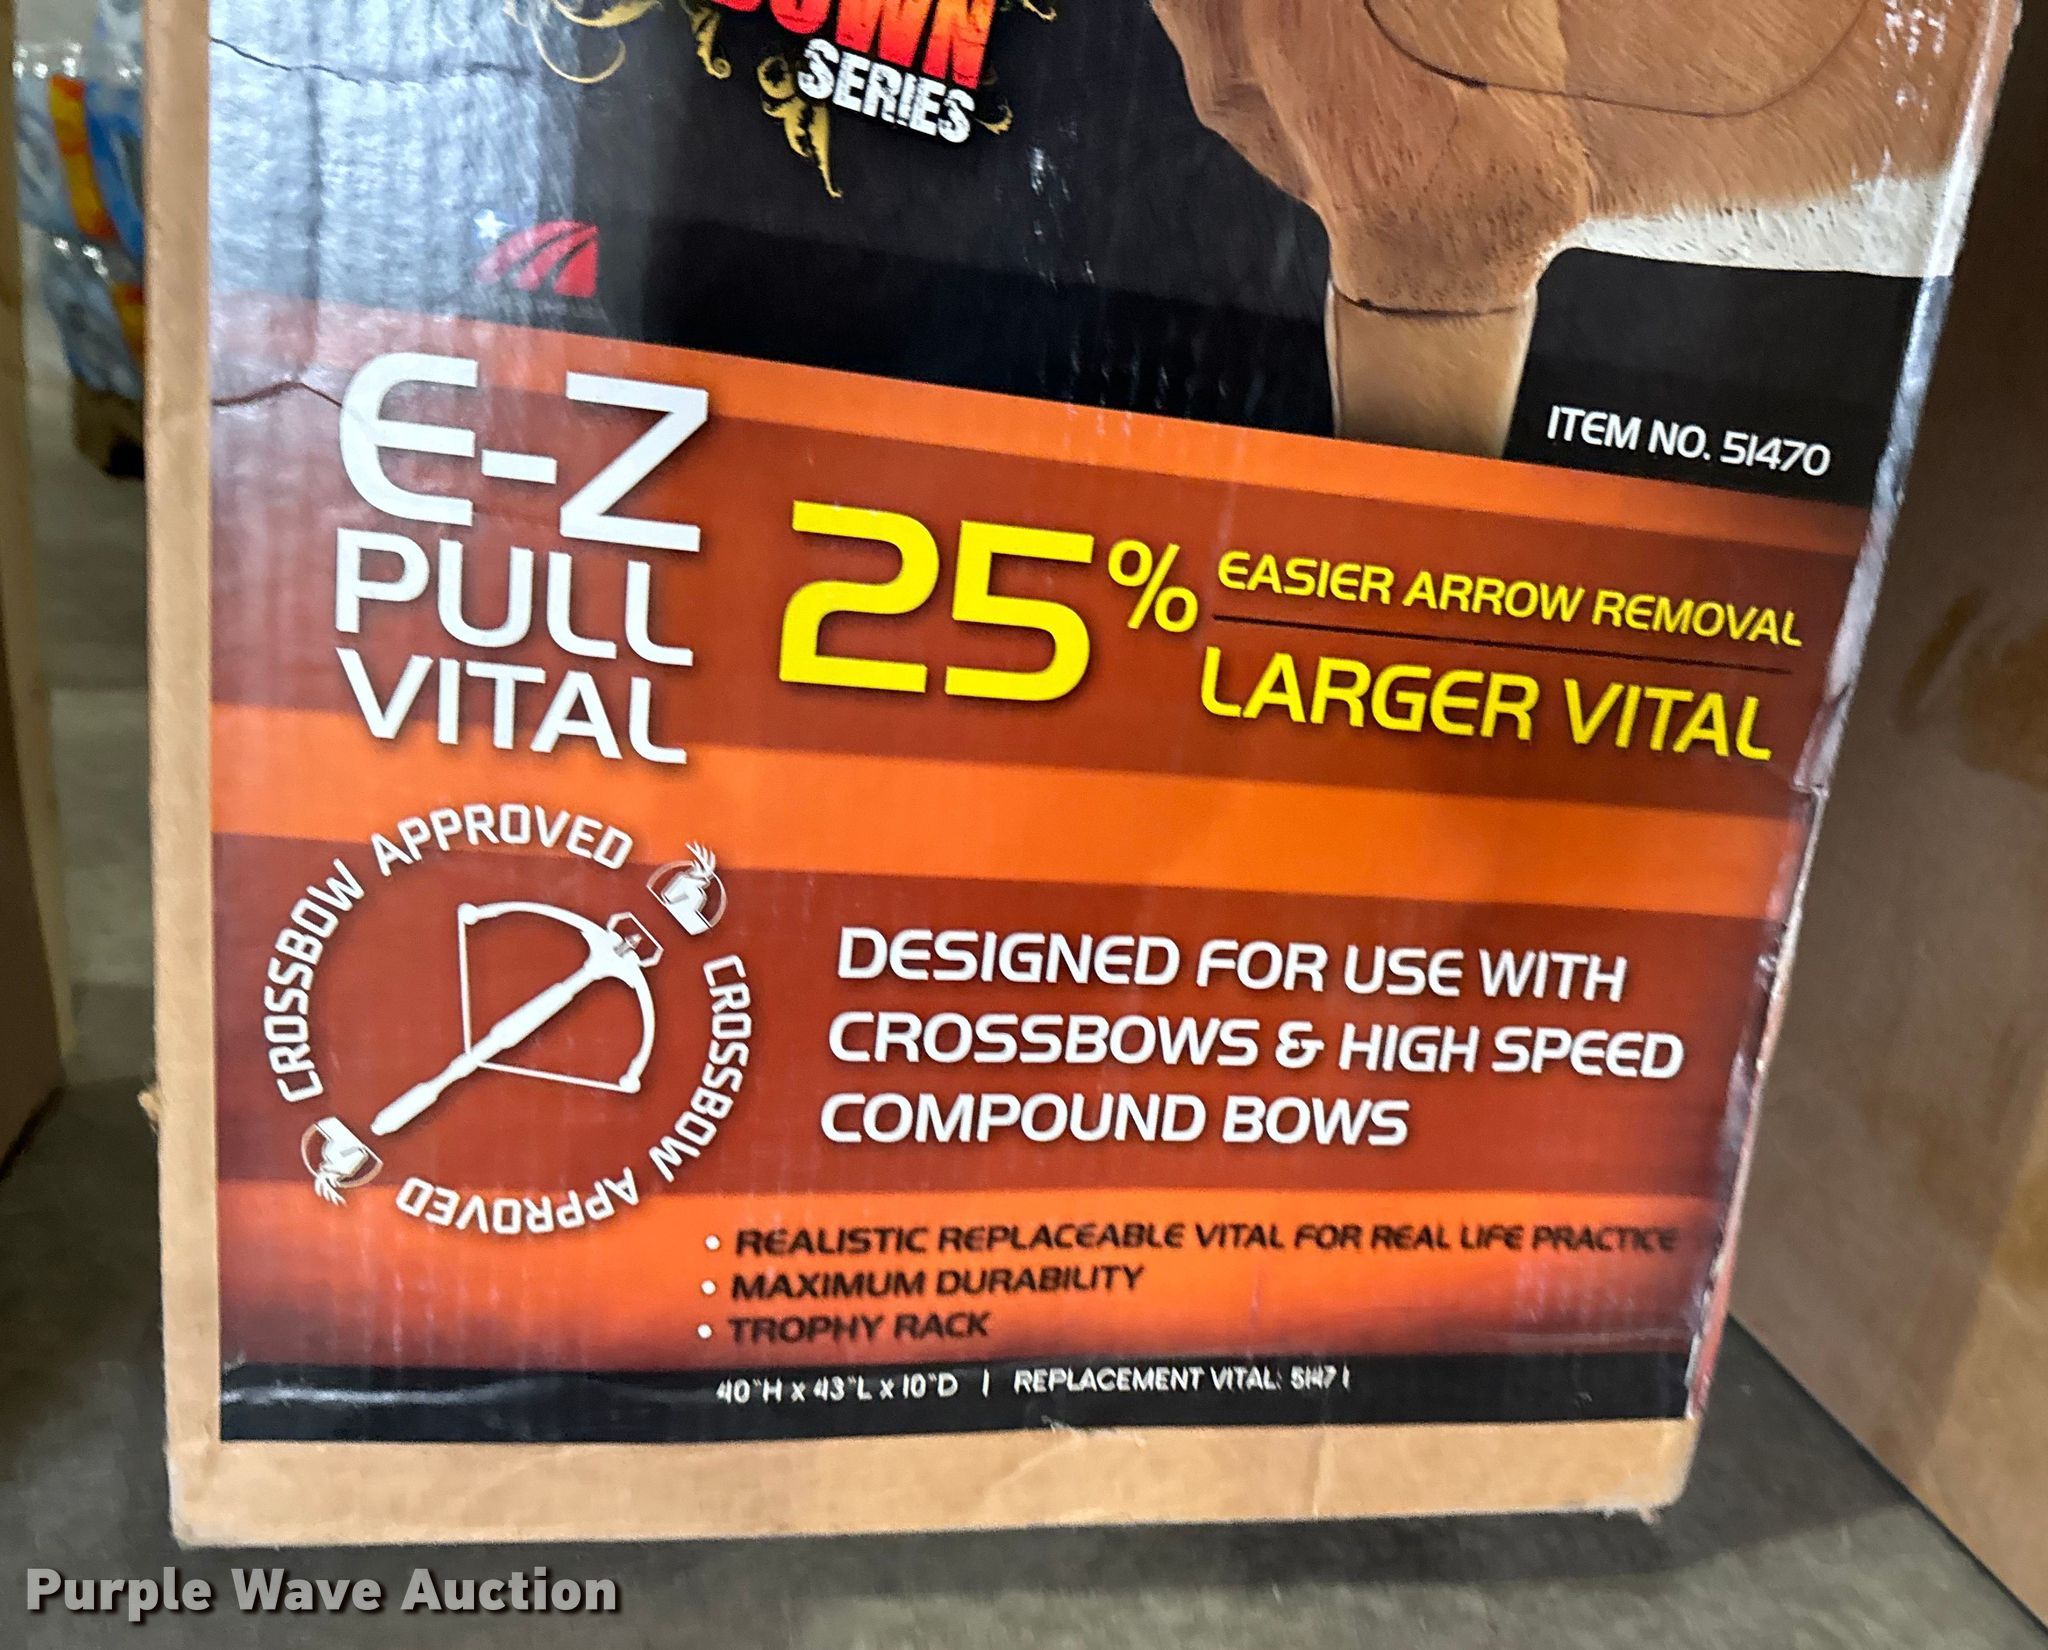 SERIES
ITEM NO. 51470
E-Z
PULL
VITAL
25% EASIER ARROW REMOVAL
LARGER VITAL
CROSSBOW APPROVED
CROSSBOW APPROVED
DESIGNED FOR USE WITH
CROSSBOWS & HIGH SPEED
COMPOUND BOWS
• REALISTIC REPLACEABLE VITAL FOR REAL LIFE PRACTICE
• MAXIMUM DURABILITY
• TROPHY RACK
40"H x 43"L x 10"D | REPLACEMENT VITAL: 51471
Purple Wave Auction